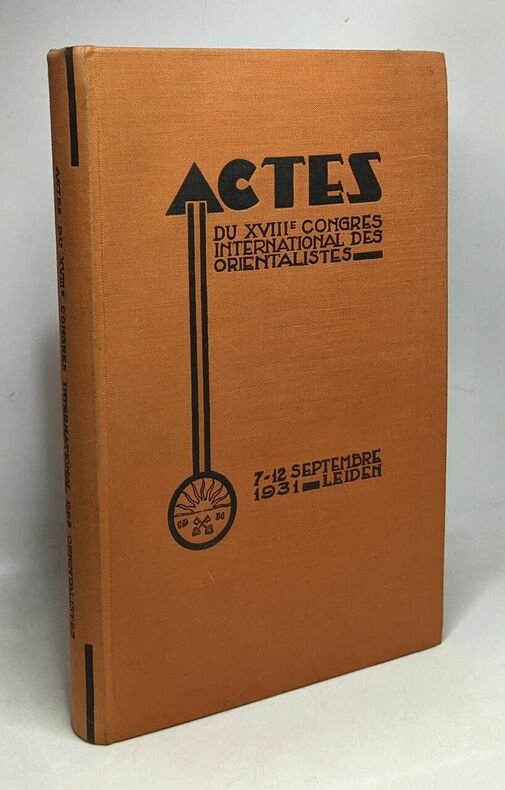 ACTES
DU XVIIIE CONGRES
INTERNATIONAL DES
ORIENTALISTES
7-12 SEPTEMBRE
1931 LEIDEN
19 31
ACTES DU XVIIIE CONGRES INTERNATIONAL DES ORIENTALISTES